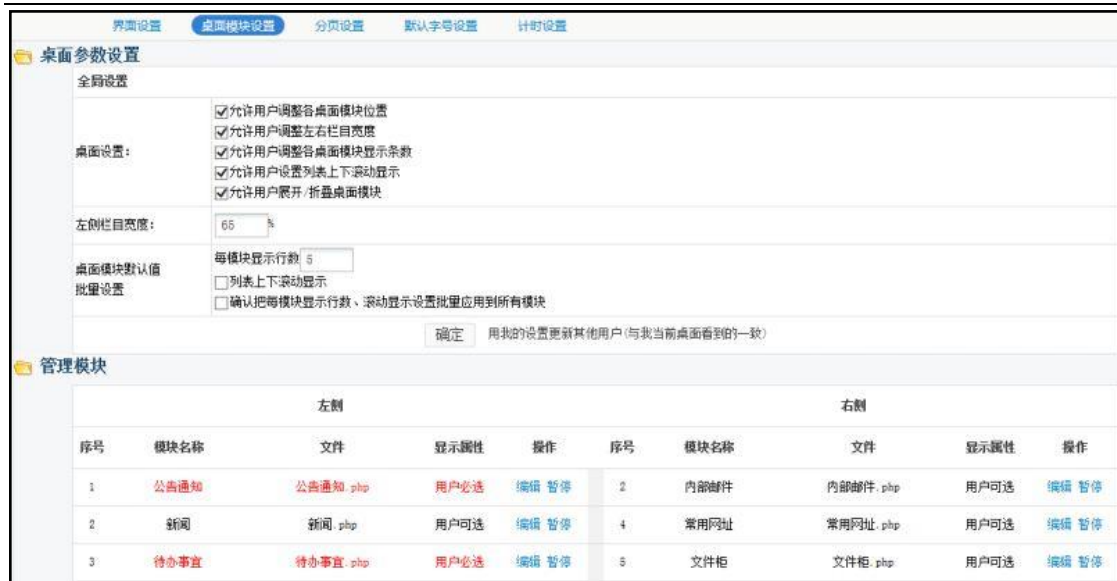 界面设置 桌面模块设置 分页设置 默认字号设置 计时设置
桌面参数设置
全局设置
桌面设置：
允许用户调整各桌面模块位置
允许用户调整左右栏目宽度
允许用户调整各桌面模块显示条数
允许用户设置列表上下滚动显示
允许用户展开/折叠桌面模块
左侧栏目宽度： 65 %
桌面模块默认值
批量设置
每模块显示行数 5
列表上下滚动显示
确认把每模块显示行数、滚动显示设置批量应用到所有模块
确定 用我的设置更新其他用户(与我当前桌面看到的一致)
管理模块
左侧 右侧
序号 模块名称 文件 显示属性 操作 序号 模块名称 文件 显示属性 操作
1 公告通知 公告通知.php 用户必选 编辑 暂停 2 内部邮件 内部邮件.php 用户可选 编辑 暂停
2 新闻 新闻.php 用户可选 编辑 暂停 4 常用网址 常用网址.php 用户可选 编辑 暂停
3 待办事宜 待办事宜.php 用户必选 编辑 暂停 5 文件柜 文件柜.php 用户可选 编辑 暂停